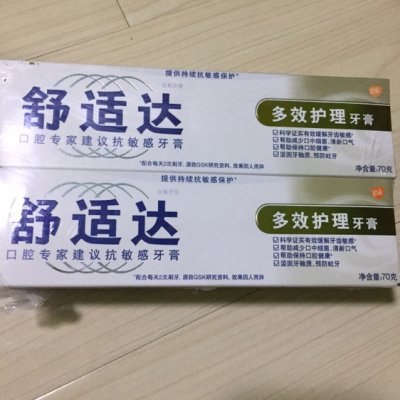 提供持续抗敏感保护*
舒适达
口腔专家建议抗敏感牙膏
*配合每天2次刷牙, 源自GSK研究资料, 效果因人而异
gsk
多效护理牙膏
科学证实有效缓解牙齿敏感*
帮助减少口中细菌, 清新口气
帮助保持口腔健康*
坚固牙釉质, 预防蛀牙
净含量: 70克
提供持续抗敏感保护*
舒适达
口腔专家建议抗敏感牙膏
*配合每天2次刷牙, 源自GSK研究资料, 效果因人而异
gsk
多效护理牙膏
科学证实有效缓解牙齿敏感*
帮助减少口中细菌, 清新口气
帮助保持口腔健康*
坚固牙釉质, 预防蛀牙
净含量: 70克